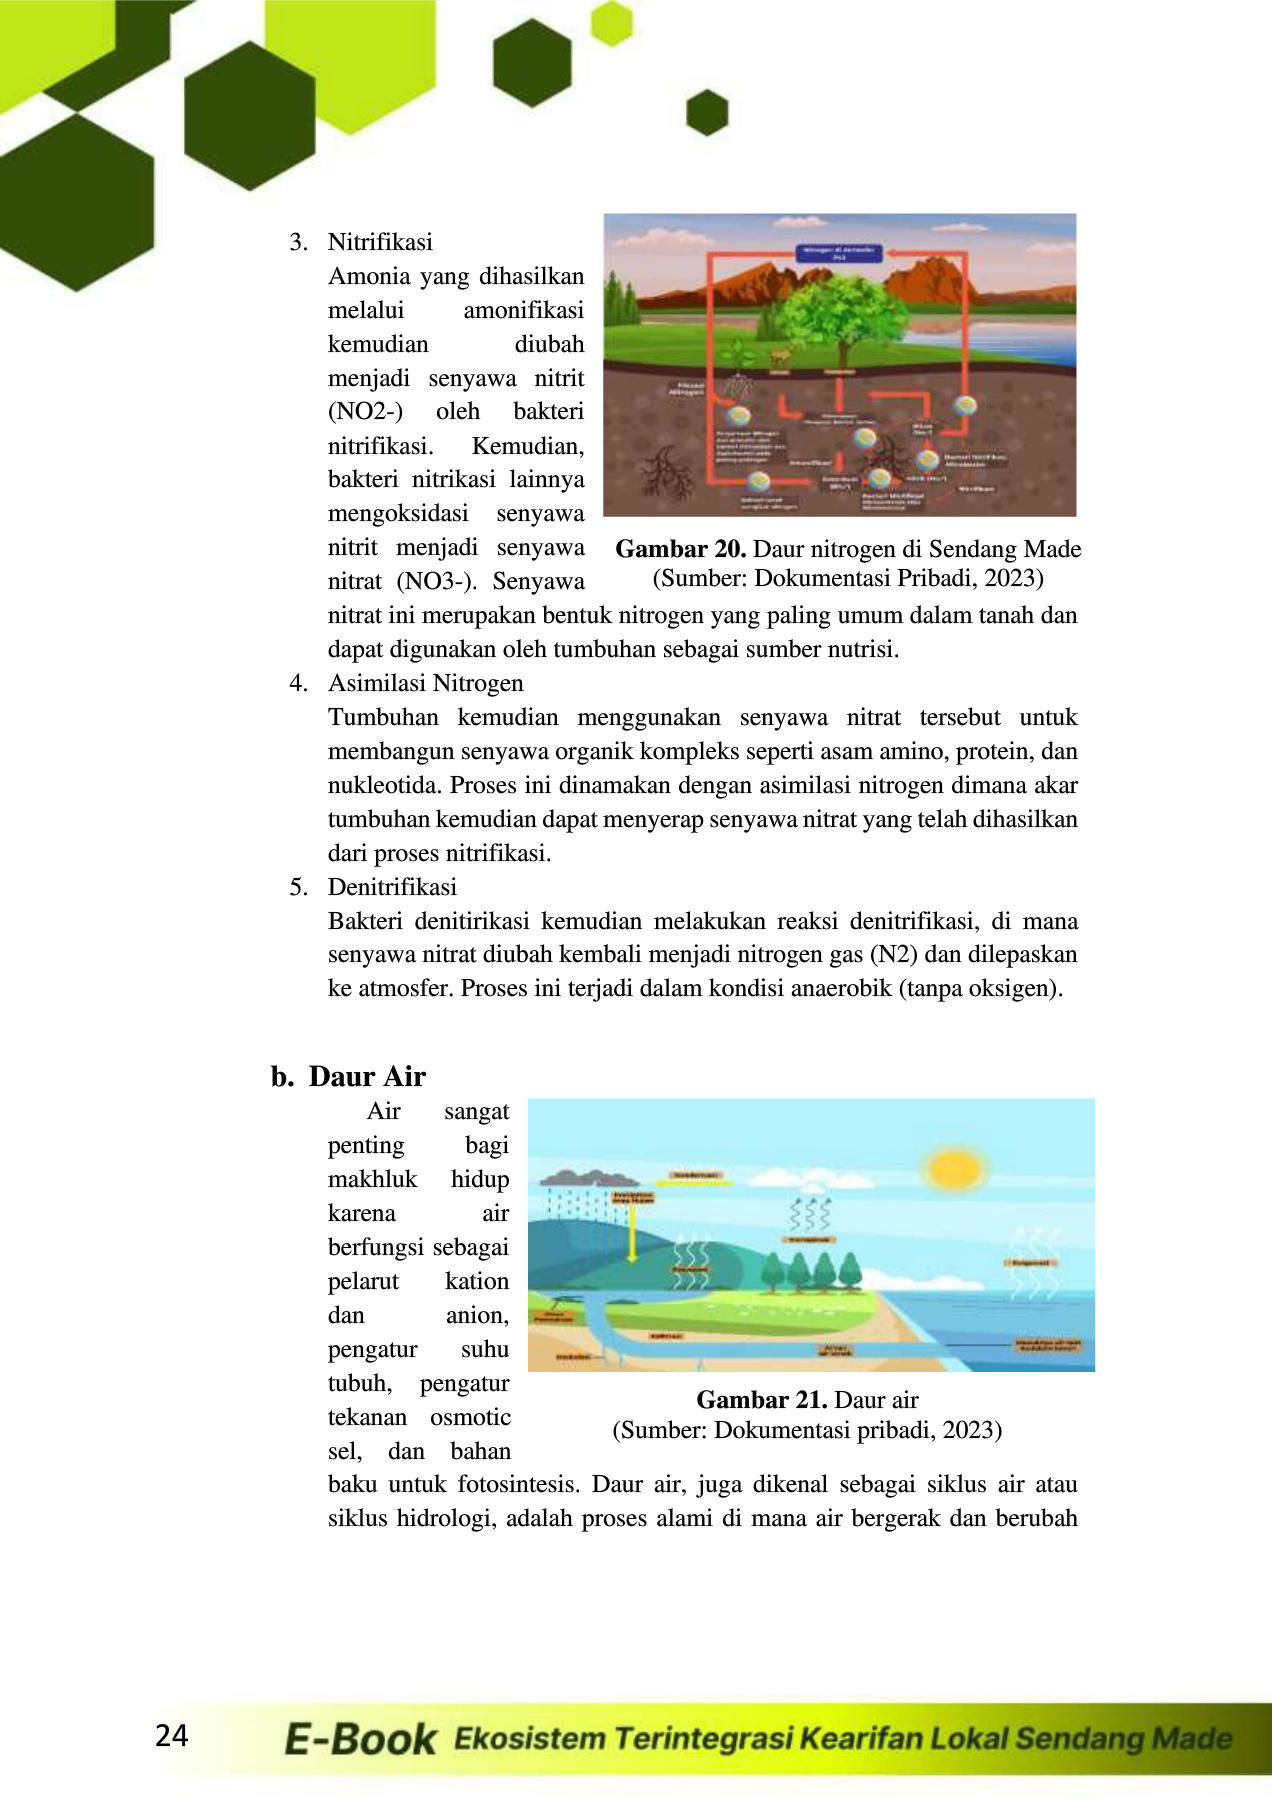 3. Nitrifikasi
Amonia yang dihasilkan
melalui amonifikasi
kemudian diubah
menjadi senyawa nitrit
(NO2-) oleh bakteri
nitrifikasi. Kemudian,
bakteri nitrikasi lainnya
mengoksidasi senyawa
nitrit menjadi senyawa
nitrat (NO3-). Senyawa
nitrat ini merupakan bentuk nitrogen yang paling umum dalam tanah dan
dapat digunakan oleh tumbuhan sebagai sumber nutrisi.
Nitrogen di Atmosfer
Gambar 20. Daur nitrogen di Sendang Made
(Sumber: Dokumentasi Pribadi, 2023)
4. Asimilasi Nitrogen
Tumbuhan kemudian menggunakan senyawa nitrat tersebut untuk
membangun senyawa organik kompleks seperti asam amino, protein, dan
nukleotida. Proses ini dinamakan dengan asimilasi nitrogen dimana akar
tumbuhan kemudian dapat menyerap senyawa nitrat yang telah dihasilkan
dari proses nitrifikasi.
5. Denitrifikasi
Bakteri denitirikasi kemudian melakukan reaksi denitrifikasi, di mana
senyawa nitrat diubah kembali menjadi nitrogen gas (N2) dan dilepaskan
ke atmosfer. Proses ini terjadi dalam kondisi anaerobik (tanpa oksigen).
b. Daur Air
Air sangat
penting bagi
makhluk hidup
karena air
berfungsi sebagai
pelarut kation
dan anion,
pengatur suhu
tubuh, pengatur
tekanan osmotic
sel, dan bahan
baku untuk fotosintesis. Daur air, juga dikenal sebagai siklus air atau
siklus hidrologi, adalah proses alami di mana air bergerak dan berubah
Gambar 21. Daur air
(Sumber: Dokumentasi pribadi, 2023)
24
E-Book Ekosistem Terintegrasi Kearifan Lokal Sendang Made